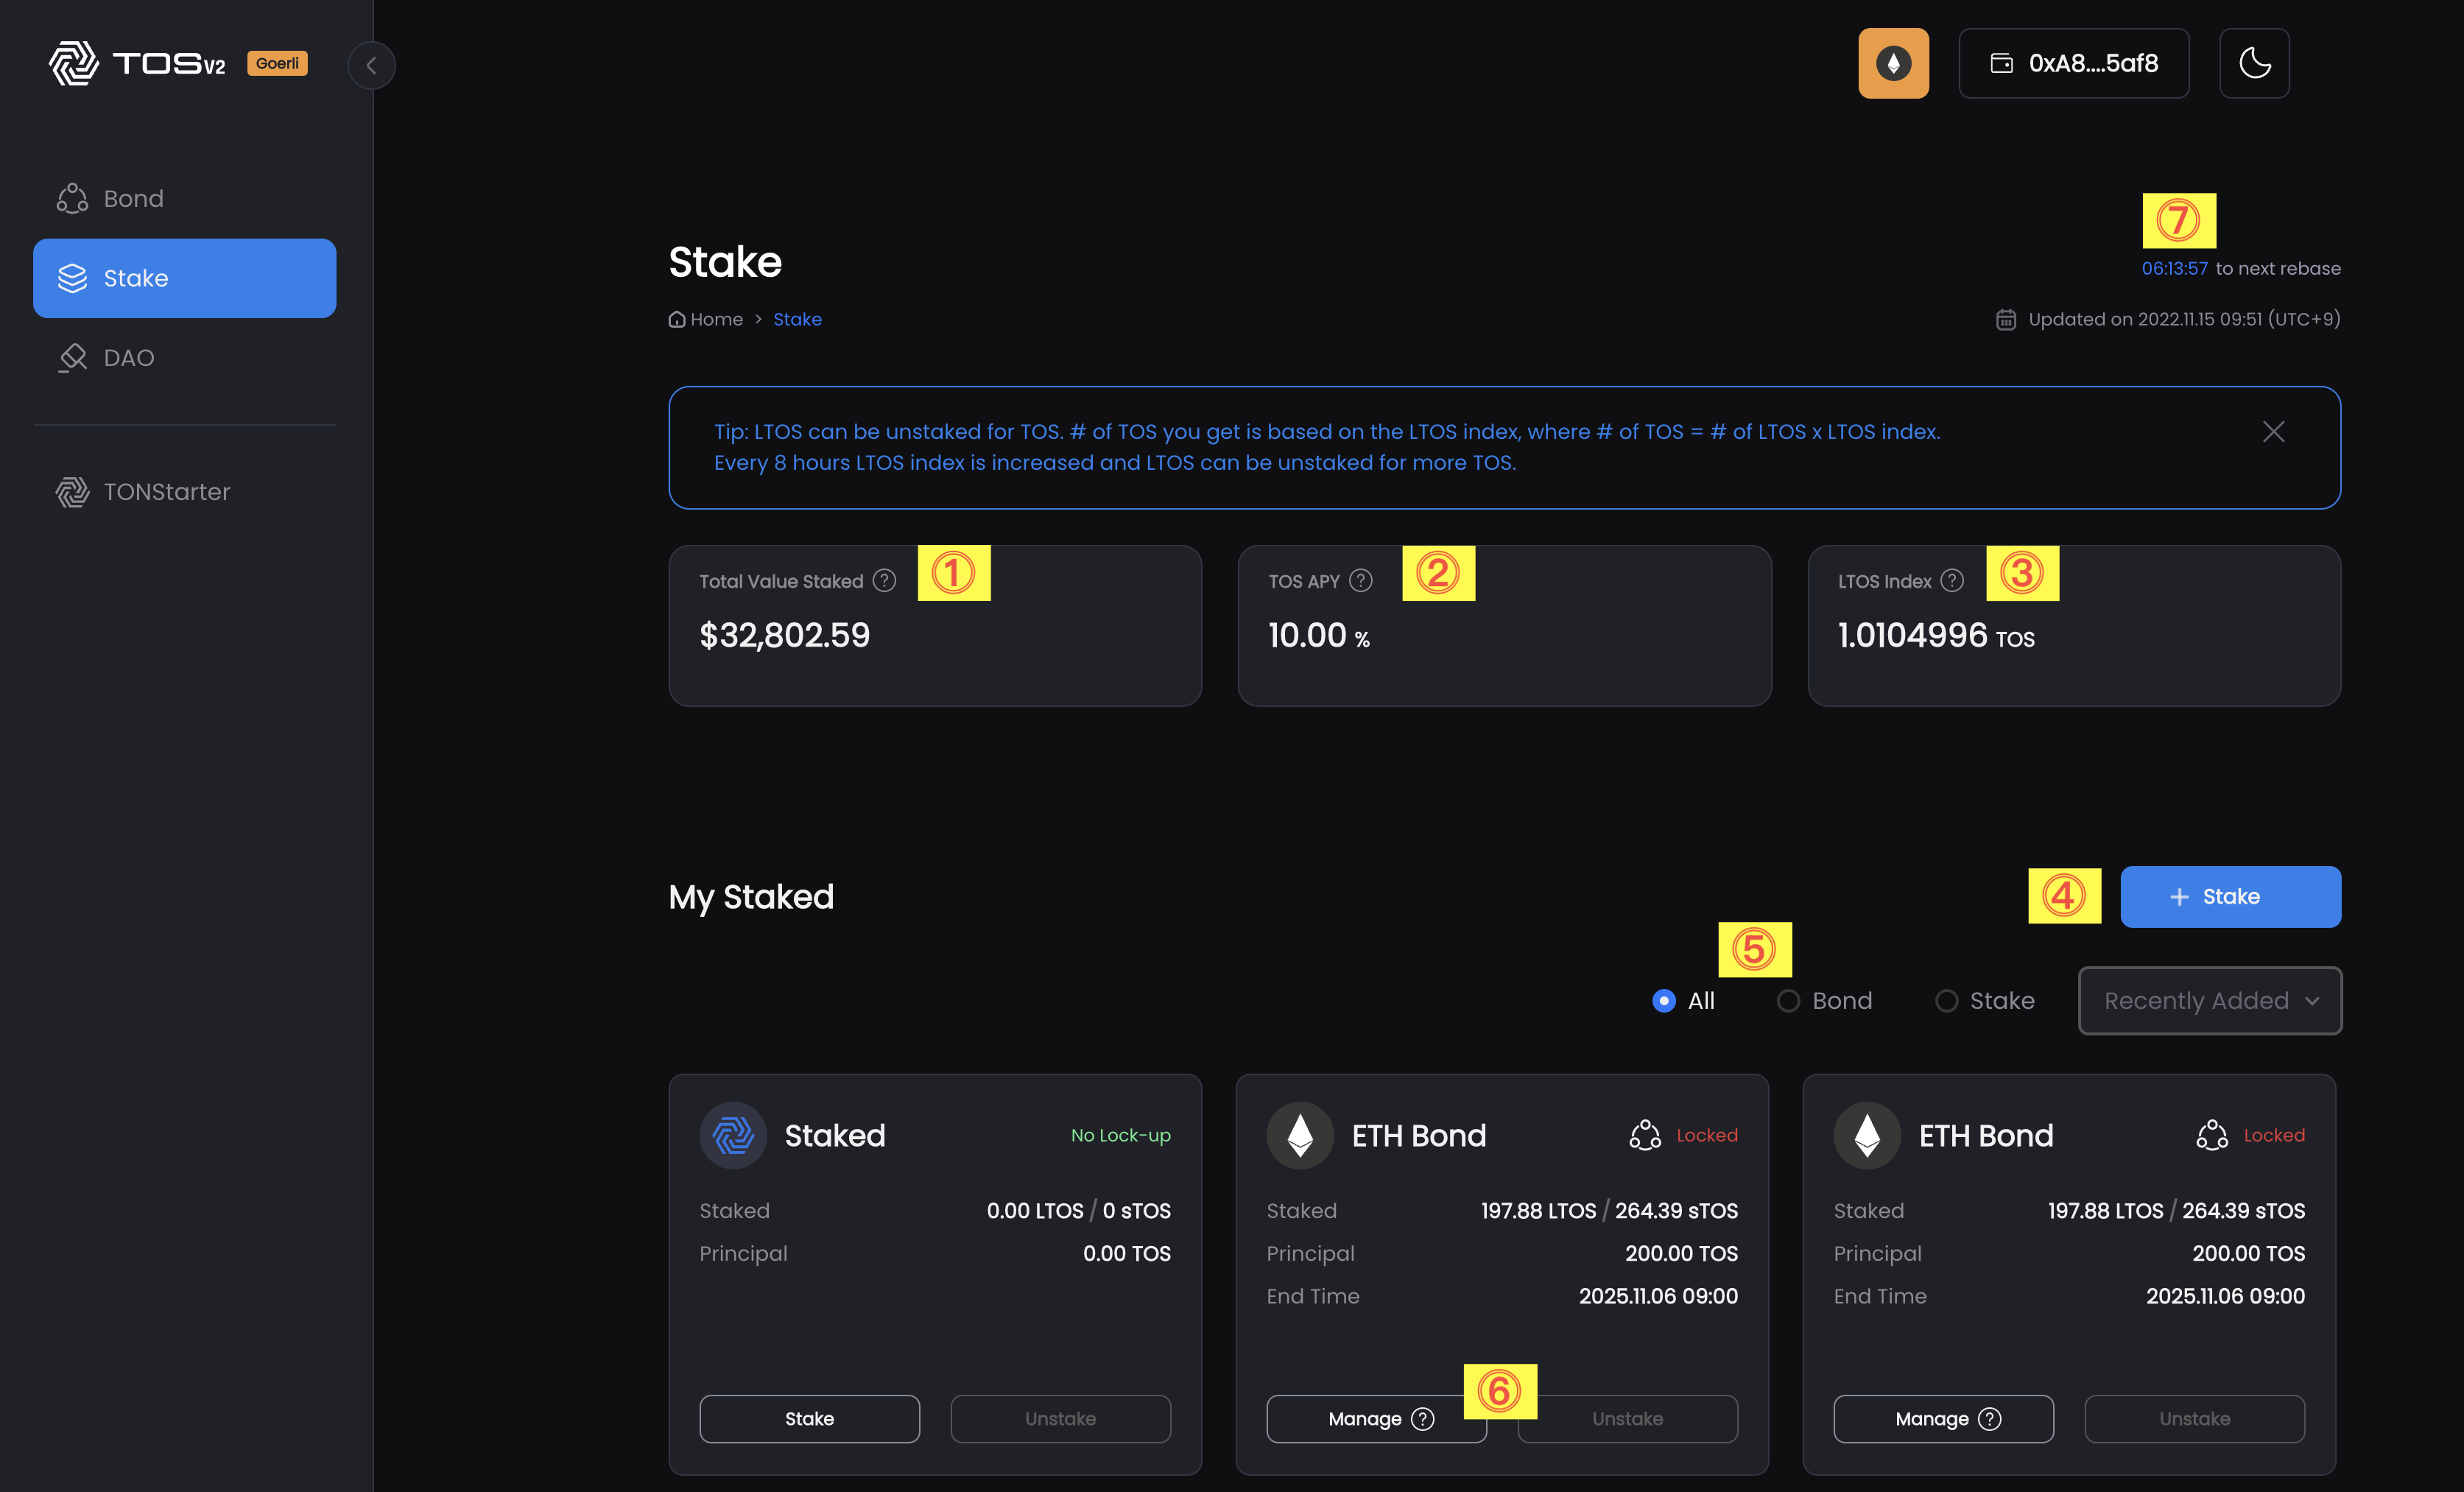 TOSV2 Goerli
0xA8....5af8
Bond
Stake
DAO
TONStarter
⑦
Stake
06:13:57 to next rebase
Home > Stake
Updated on 2022.11.15 09:51 (UTC+9)
Tip: LTOS can be unstaked for TOS. # of TOS you get is based on the LTOS index, where # of TOS = # of LTOS x LTOS index.
Every 8 hours LTOS index is increased and LTOS can be unstaked for more TOS.
Total Value Staked ? ①
$32,802.59
TOS APY ? ②
10.00 %
LTOS Index ? ③
1.0104996 TOS
My Staked
④ + Stake
⑤
All Bond Stake Recently Added
Staked No Lock-up
Staked 0.00 LTOS / 0 sTOS
Principal 0.00 TOS
Stake Unstake
ETH Bond Locked
Staked 197.88 LTOS / 264.39 sTOS
Principal 200.00 TOS
End Time 2025.11.06 09:00
⑥
Manage ? Unstake
ETH Bond Locked
Staked 197.88 LTOS / 264.39 sTOS
Principal 200.00 TOS
End Time 2025.11.06 09:00
Manage ? Unstake